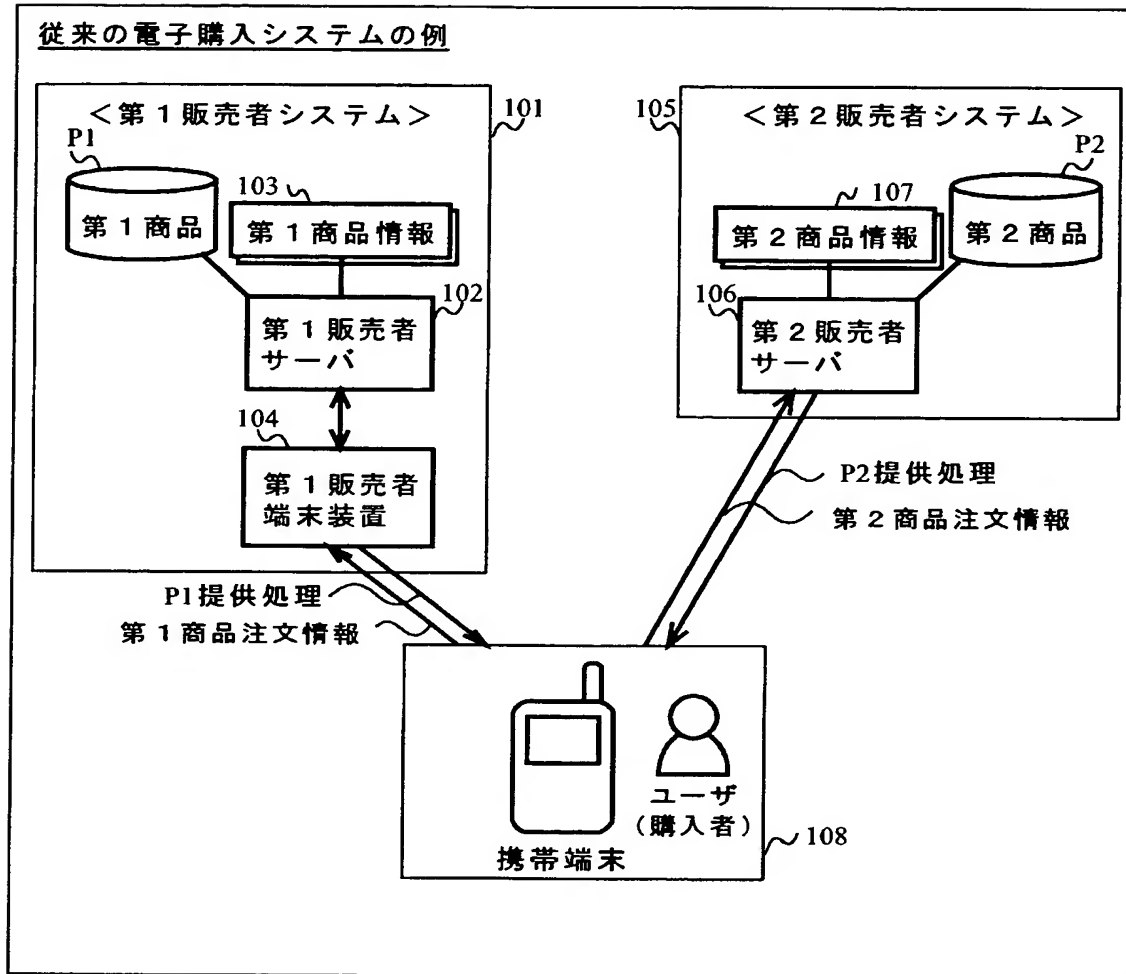 従来の電子購入システムの例
<第1販売者システム>
101
P1
第1商品
103
第1商品情報
102
第1販売者
サーバ
104
第1販売者
端末装置
105
<第2販売者システム>
P2
107
第2商品情報
第2商品
106
第2販売者
サーバ
P2提供処理
第2商品注文情報
P1提供処理
第1商品注文情報
ユーザ
(購入者)
携帯端末
108